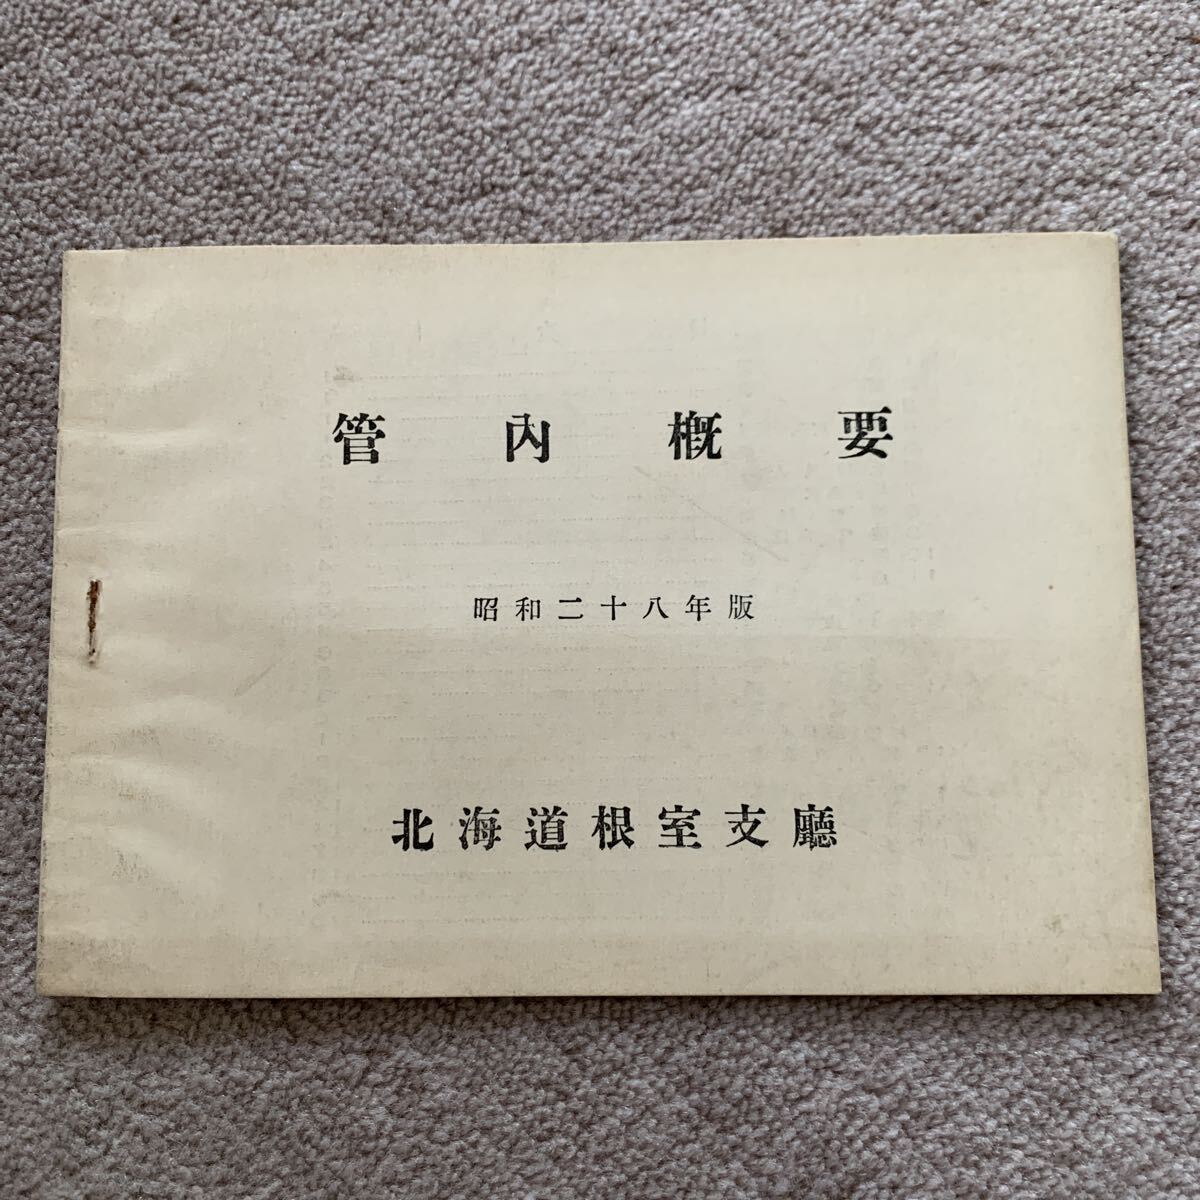 管內概要
昭和二十八年版
北海道根室支廳